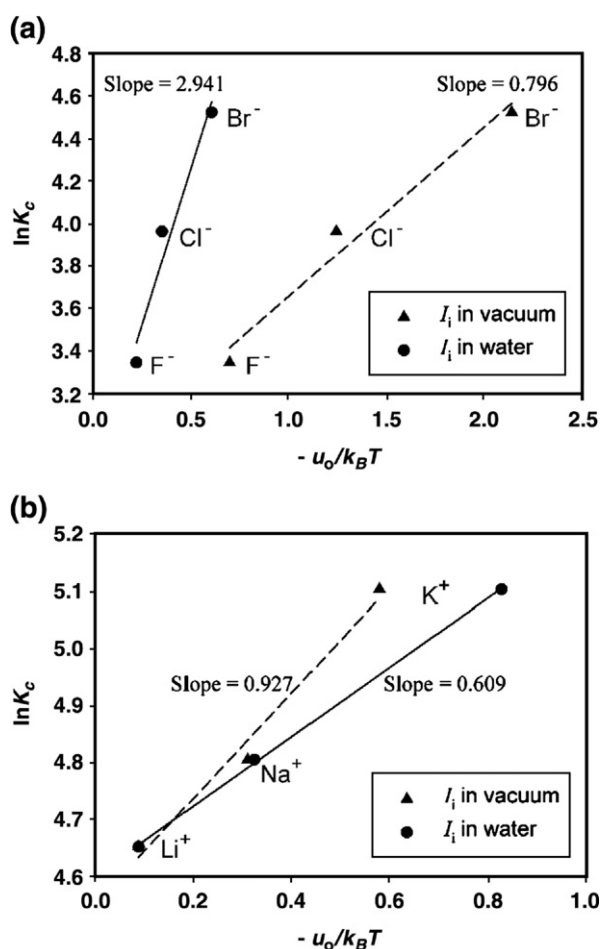 (a)
4.8
4.6
4.4
4.2
4.0
3.8
3.6
3.4
3.2
lnKc
Slope = 2.941
Slope = 0.796
Br⁻
Br⁻
Cl⁻
Cl⁻
F⁻
F⁻
Ii in vacuum
Ii in water
0.0 0.5 1.0 1.5 2.0 2.5
- uo/kBT
(b)
5.2
5.1
5.0
4.9
4.8
4.7
4.6
lnKc
K⁺
Slope = 0.927
Slope = 0.609
Na⁺
Li⁺
Ii in vacuum
Ii in water
0.0 0.2 0.4 0.6 0.8 1.0
- uo/kBT